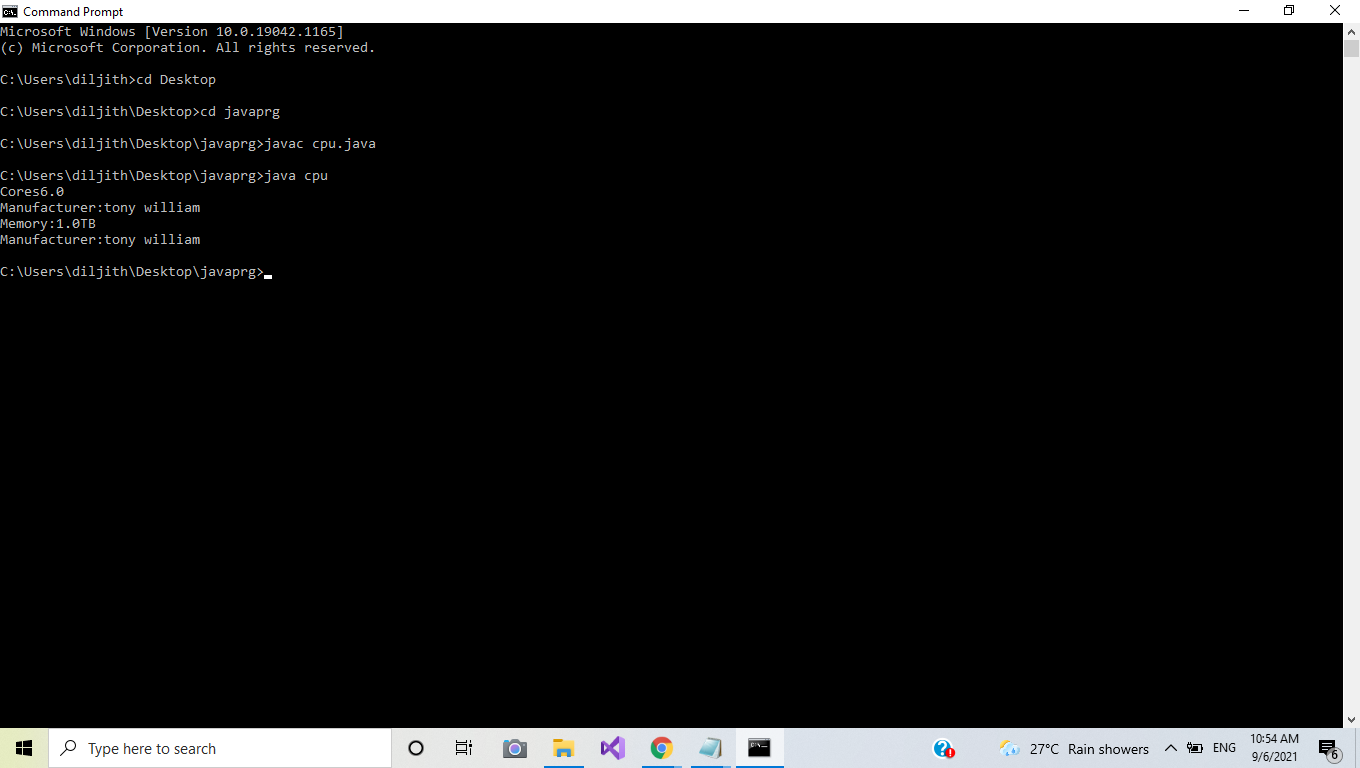 Command Prompt
Microsoft Windows [Version 10.0.19042.1165]
(c) Microsoft Corporation. All rights reserved.
C:\Users\diljith>cd Desktop
C:\Users\diljith\Desktop>cd javaprg
C:\Users\diljith\Desktop\javaprg>javac cpu.java
C:\Users\diljith\Desktop\javaprg>java cpu
Cores6.0
Manufacturer:tony william
Memory:1.0TB
Manufacturer:tony william
C:\Users\diljith\Desktop\javaprg>
Type here to search
27°C Rain showers
ENG
10:54 AM
9/6/2021
6